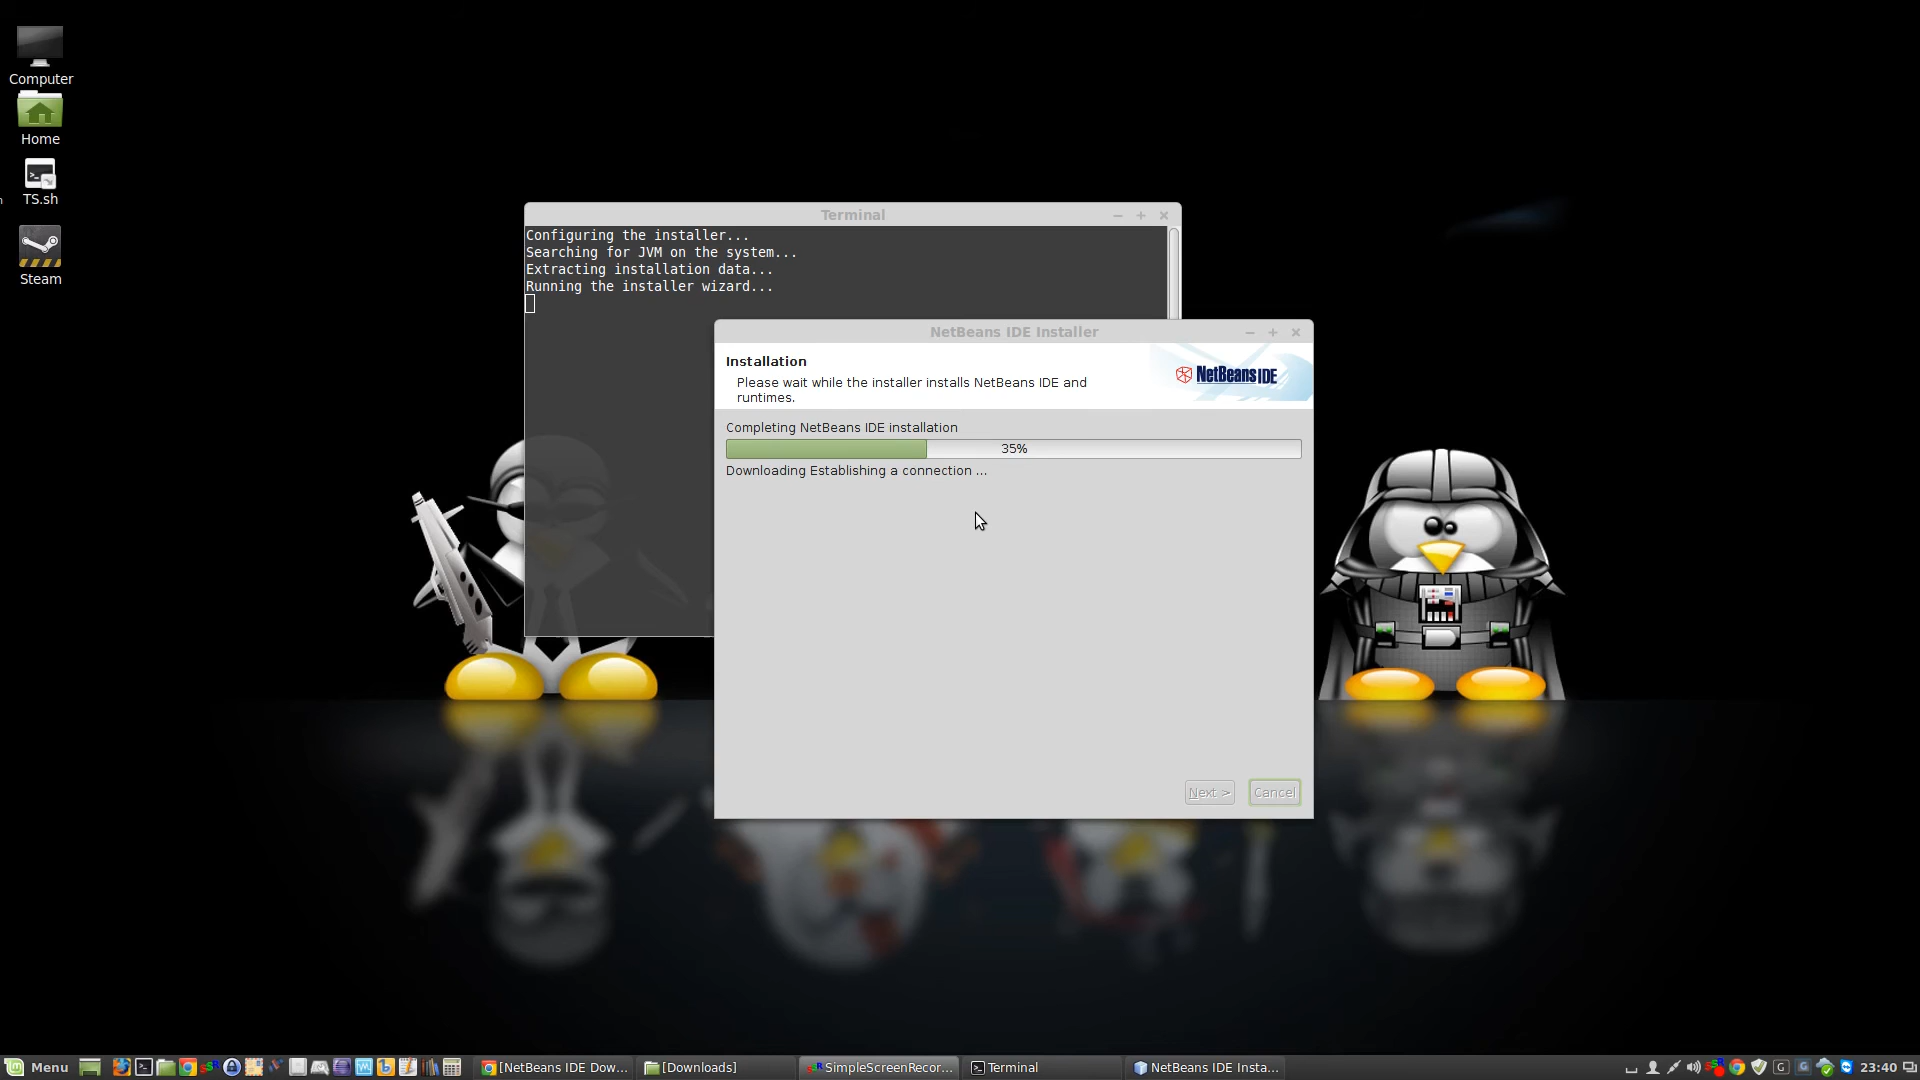 Computer
Home
TS.sh
Steam
Terminal
Configuring the installer...
Searching for JVM on the system...
Extracting installation data...
Running the installer wizard...
NetBeans IDE Installer
Installation
Please wait while the installer installs NetBeans IDE and
runtimes.
NetBeans IDE
Completing NetBeans IDE installation
35%
Downloading Establishing a connection ...
Next >
Cancel
Menu
[NetBeans IDE Dow...
[Downloads]
SimpleScreenRecor...
Terminal
NetBeans IDE Insta...
23:40